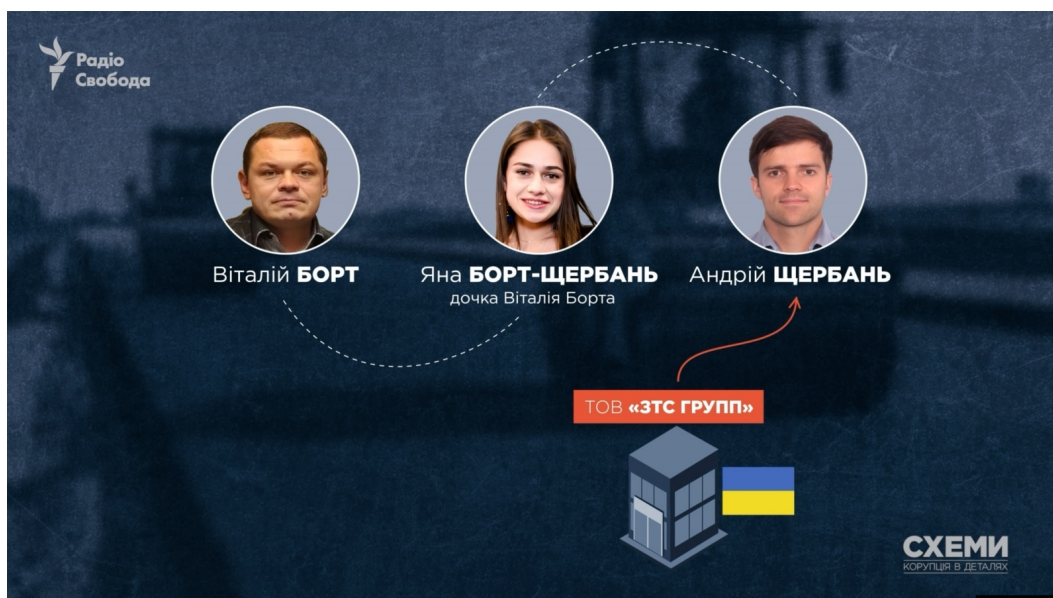 Радіо
Свобода
Віталій БОРТ
Яна БОРТ-ЩЕРБАНЬ
дочка Віталія Борта
Андрій ЩЕРБАНЬ
ТОВ «ЗТС ГРУПП»
СХЕМИ
КОРУПЦІЯ В ДЕТАЛЯХ